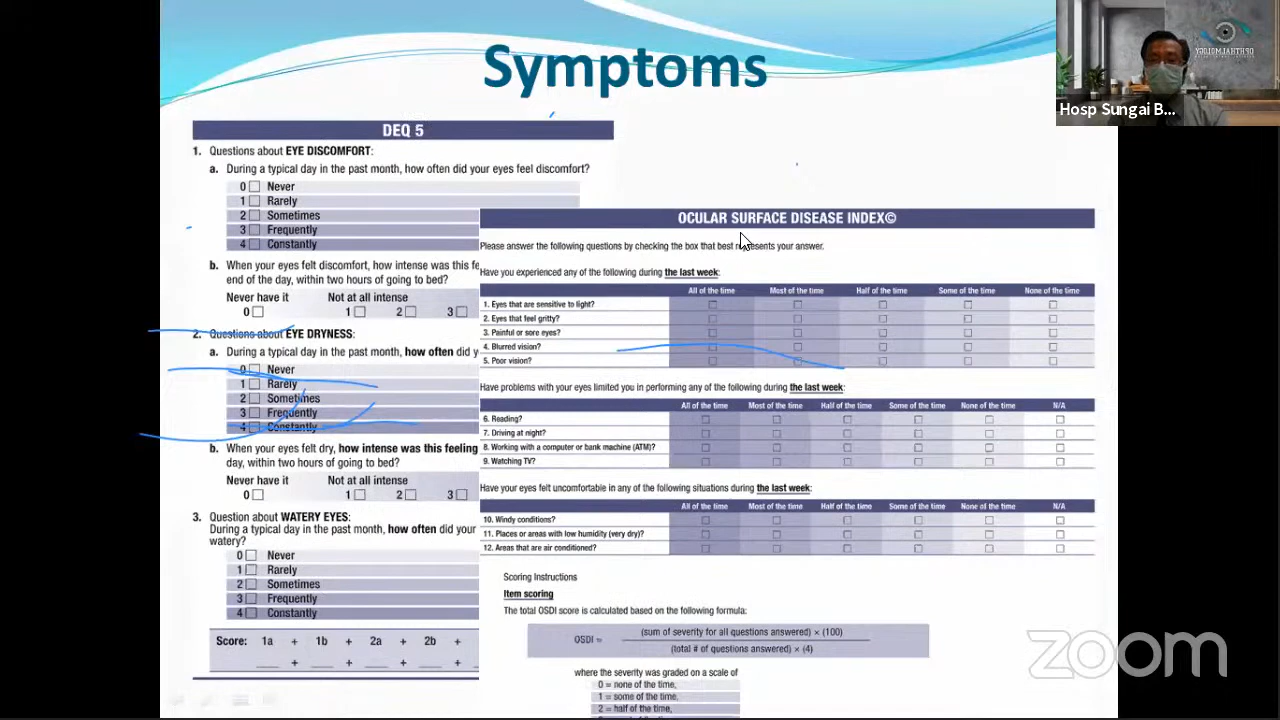 Symptoms
Hosp Sungai B...
DEQ 5
1. Questions about EYE DISCOMFORT:
a. During a typical day in the past month, how often did your eyes feel discomfort?
0 Never
1 Rarely
2 Sometimes
3 Frequently
4 Constantly
b. When your eyes felt discomfort, how intense was this fe
end of the day, within two hours of going to bed?
Never have it Not at all intense
0 1 2 3
2. Questions about EYE DRYNESS:
a. During a typical day in the past month, how often did y
0 Never
1 Rarely
2 Sometimes
3 Frequently
4 Constantly
b. When your eyes felt dry, how intense was this feeling
day, within two hours of going to bed?
Never have it Not at all intense
0 1 2 3
3. Question about WATERY EYES:
During a typical day in the past month, how often did your
watery?
0 Never
1 Rarely
2 Sometimes
3 Frequently
4 Constantly
Score: 1a + 1b + 2a + 2b +
___ + ___ + ___ + ___ +
OCULAR SURFACE DISEASE INDEX©
Please answer the following questions by checking the box that best represents your answer.
Have you experienced any of the following during the last week:
All of the time Most of the time Half of the time Some of the time None of the time
1. Eyes that are sensitive to light?
2. Eyes that feel gritty?
3. Painful or sore eyes?
4. Blurred vision?
5. Poor vision?
Have problems with your eyes limited you in performing any of the following during the last week:
All of the time Most of the time Half of the time Some of the time None of the time N/A
6. Reading?
7. Driving at night?
8. Working with a computer or bank machine (ATM)?
9. Watching TV?
Have your eyes felt uncomfortable in any of the following situations during the last week:
All of the time Most of the time Half of the time Some of the time None of the time N/A
10. Windy conditions?
11. Places or areas with low humidity (very dry)?
12. Areas that are air conditioned?
Scoring Instructions
Item scoring
The total OSDI score is calculated based on the following formula:
OSDI = (sum of severity for all questions answered) × (100)
(total # of questions answered) × (4)
where the severity was graded on a scale of
0 = none of the time,
1 = some of the time,
2 = half of the time,
zoom